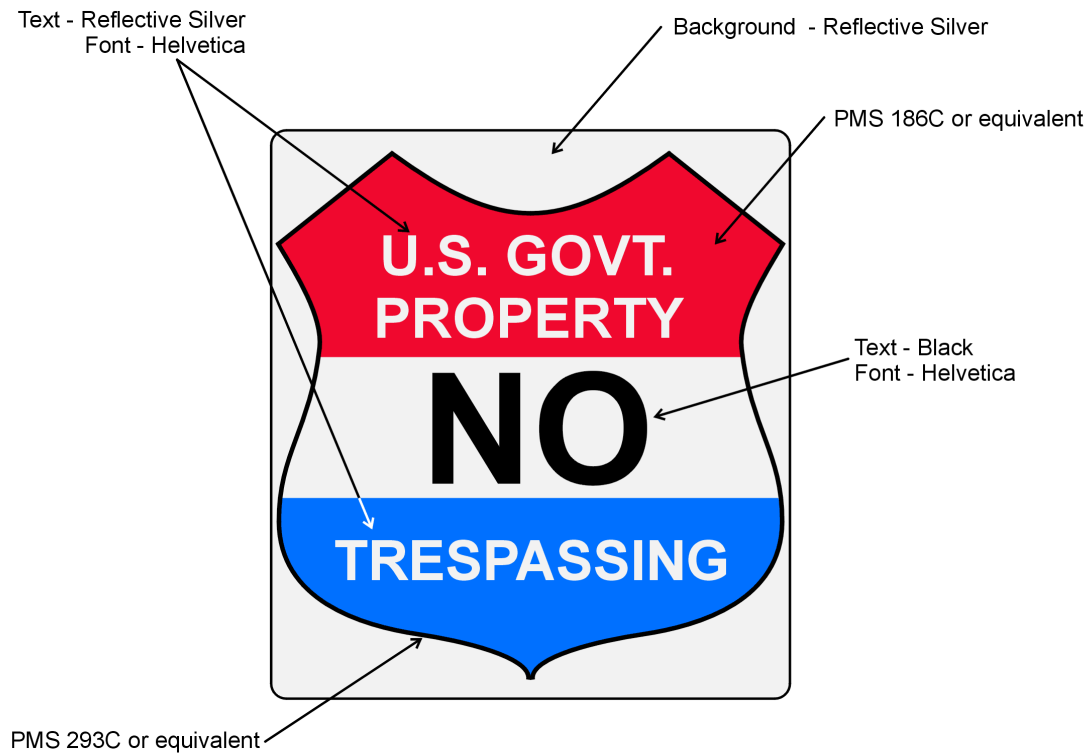 Text - Reflective Silver
Font - Helvetica
Background - Reflective Silver
PMS 186C or equivalent
U.S. GOVT.
PROPERTY
Text - Black
Font - Helvetica
NO
TRESPASSING
PMS 293C or equivalent